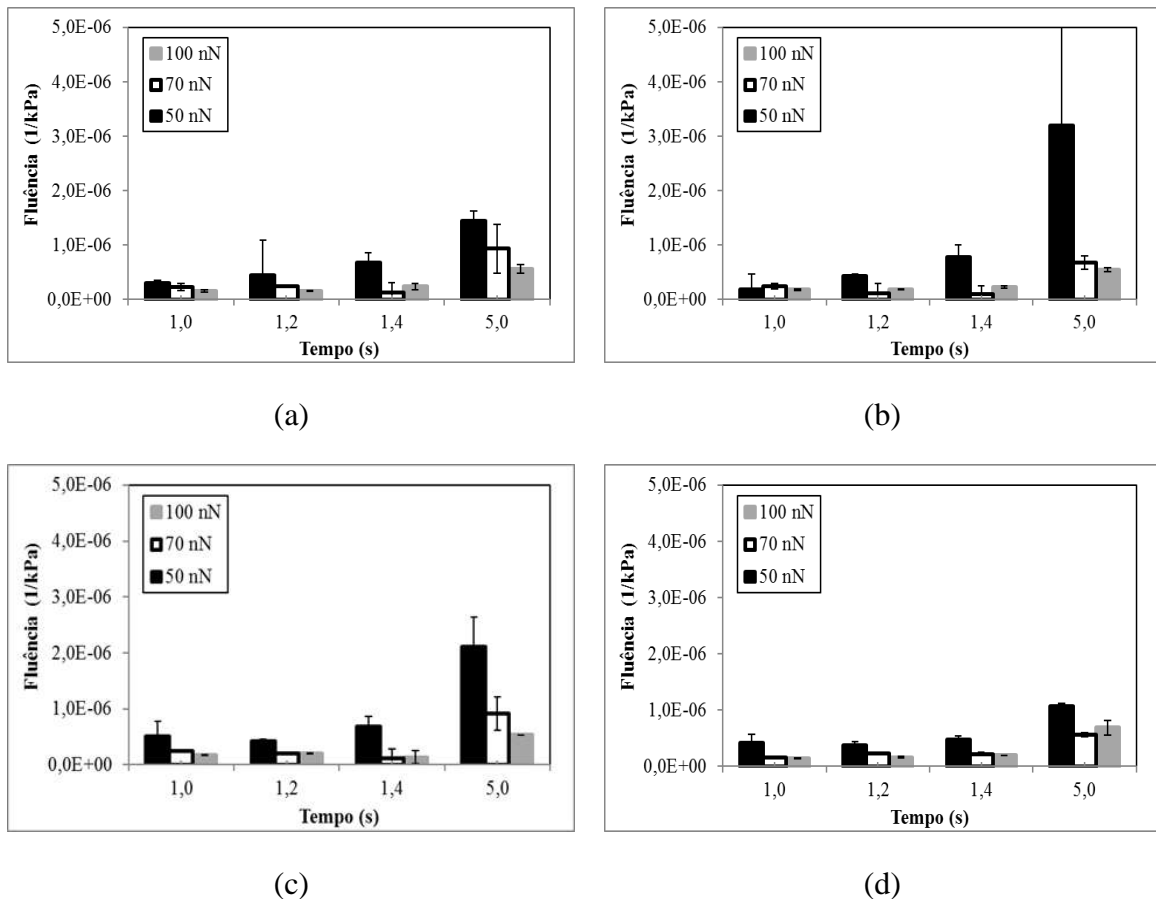 5,0E-06
4,0E-06
3,0E-06
2,0E-06
1,0E-06
0,0E+00
Fluência (1/kPa)
100 nN
70 nN
50 nN
1,0 1,2 1,4 5,0
Tempo (s)
(a)
5,0E-06
4,0E-06
3,0E-06
2,0E-06
1,0E-06
0,0E+00
Fluência (1/kPa)
100 nN
70 nN
50 nN
1,0 1,2 1,4 5,0
Tempo (s)
(b)
5,0E-06
4,0E-06
3,0E-06
2,0E-06
1,0E-06
0,0E+00
Fluência (1/kPa)
100 nN
70 nN
50 nN
1,0 1,2 1,4 5,0
Tempo (s)
(c)
5,0E-06
4,0E-06
3,0E-06
2,0E-06
1,0E-06
0,0E+00
Fluência (1/kPa)
100 nN
70 nN
50 nN
1,0 1,2 1,4 5,0
Tempo (s)
(d)